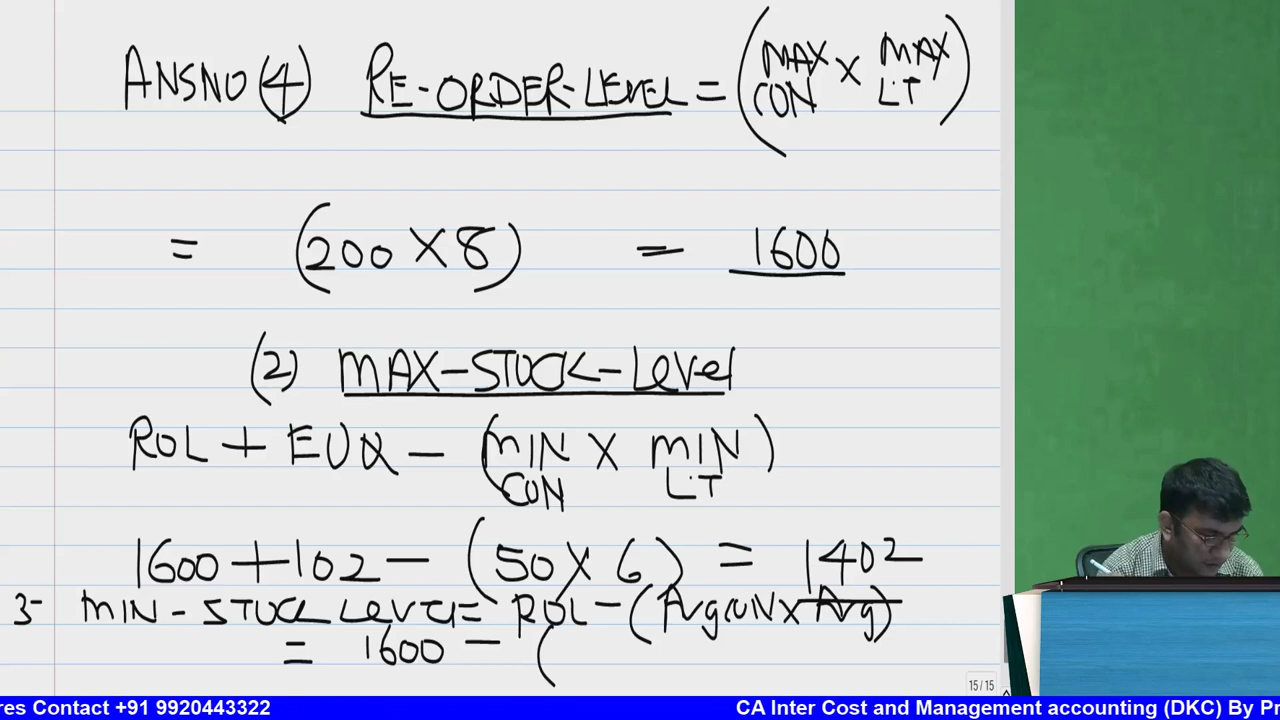 ANSNO (4) RE-ORDER-LEVEL = (MAX CON × MAX L.T)
= (200 × 8) = 1600
(2) MAX-STOCK-Level
ROL + EOQ - (MIN CON × MIN L.T)
1600 + 102 - (50 × 6) = 1402
3- MIN-STOCK LEVEL = ROL - (Avg CON × Avg)
= 1600 - (
15/15
res Contact +91 9920443322 CA Inter Cost and Management accounting (DKC) By Pr